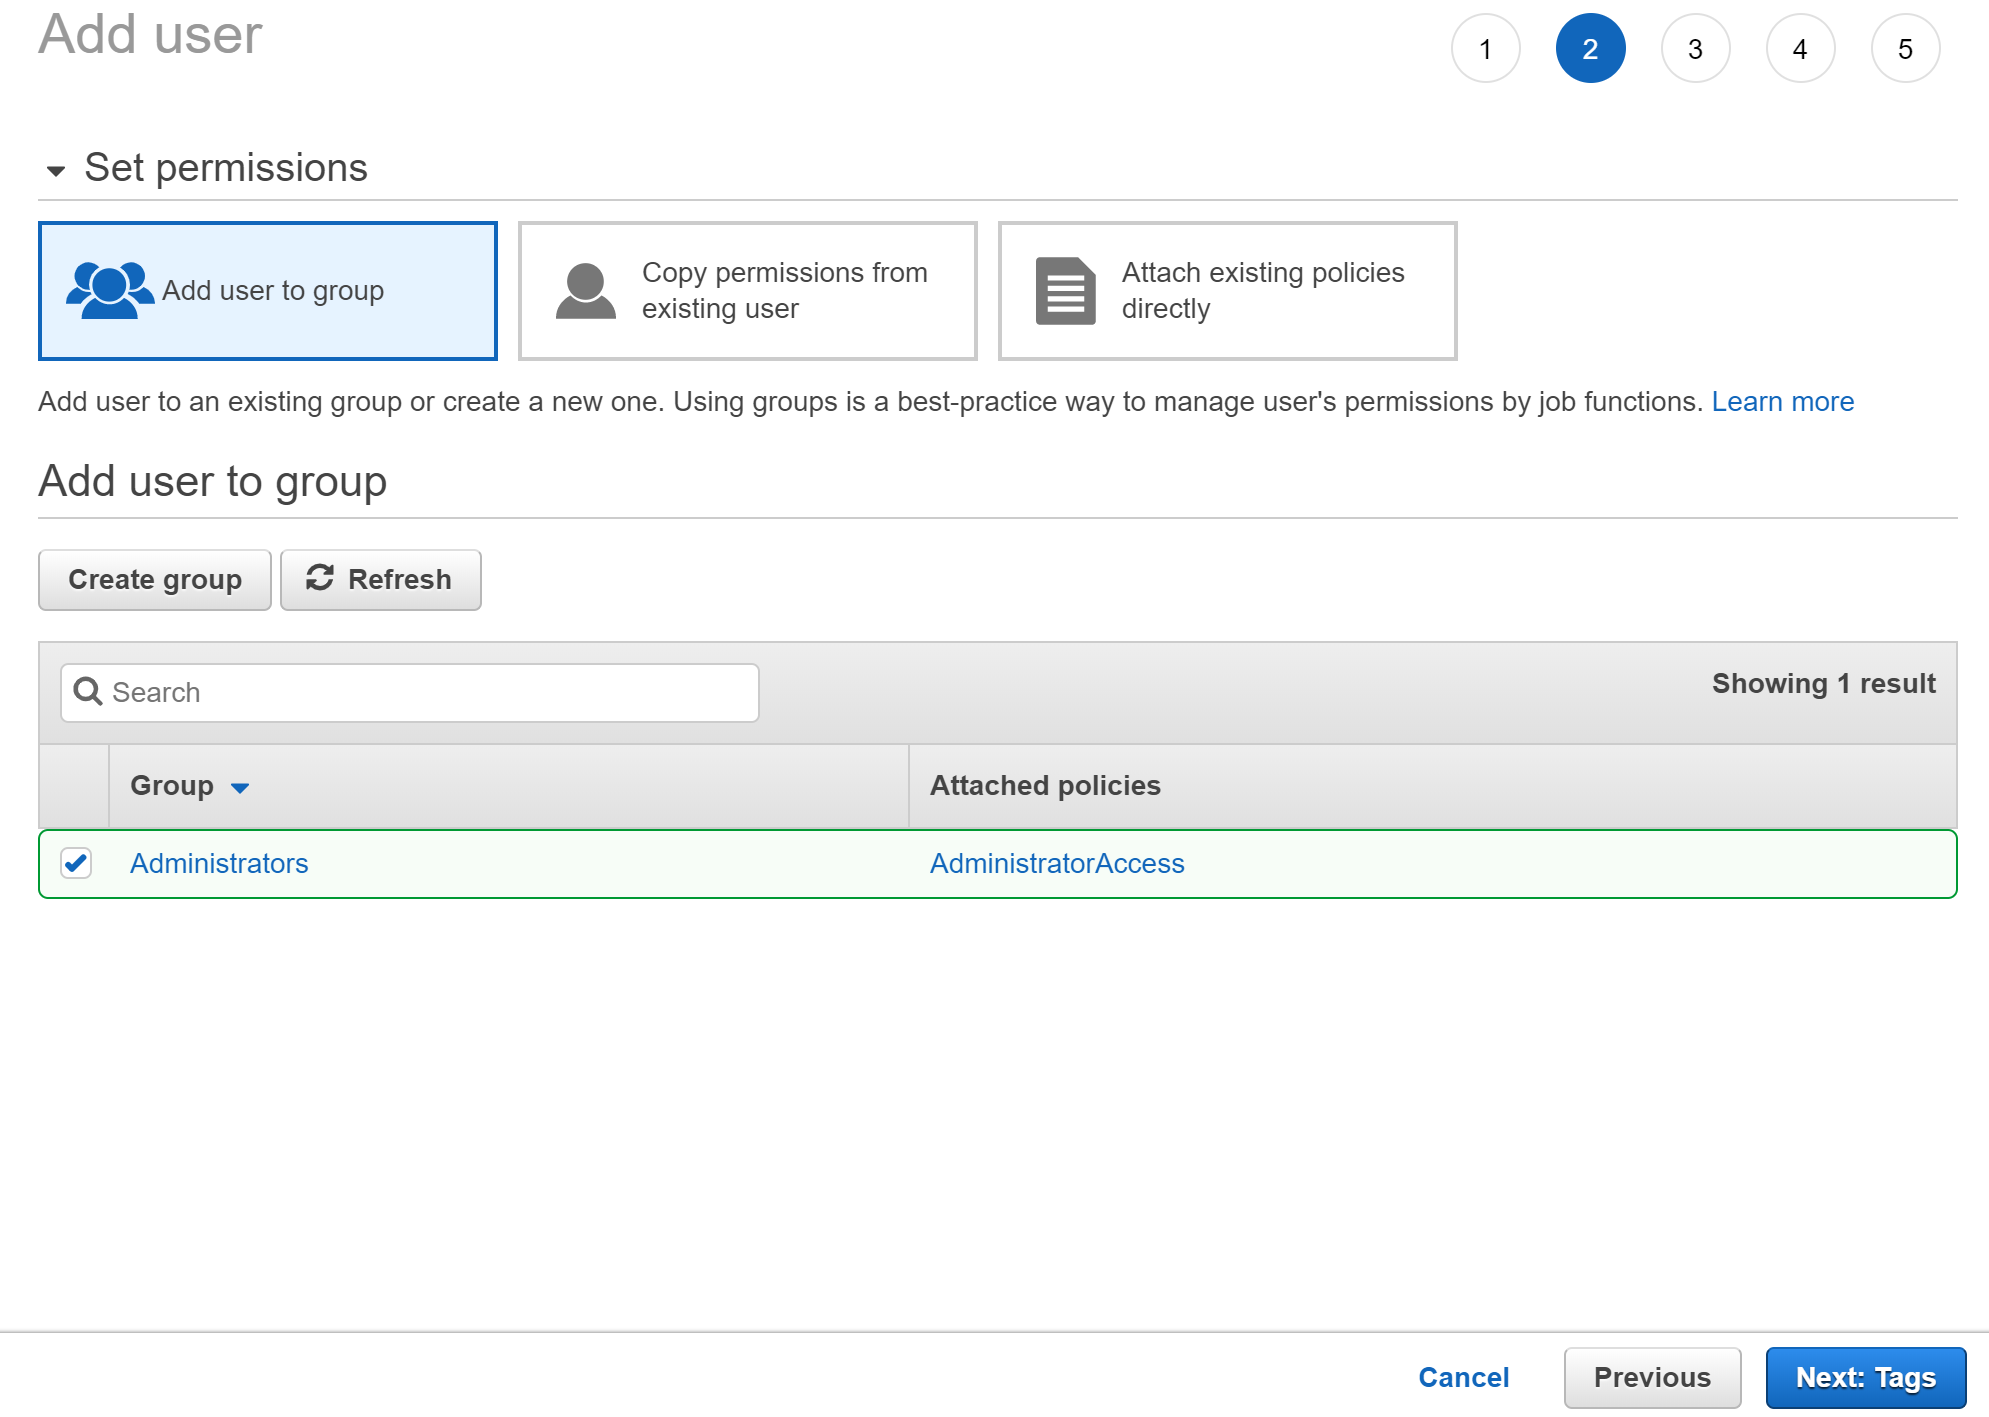 Add user
1 2 3 4 5
Set permissions
Add user to group
Copy permissions from
existing user
Attach existing policies
directly
Add user to an existing group or create a new one. Using groups is a best-practice way to manage user's permissions by job functions. Learn more
Add user to group
Create group Refresh
Search
Showing 1 result
Group Attached policies
Administrators AdministratorAccess
Cancel Previous Next: Tags